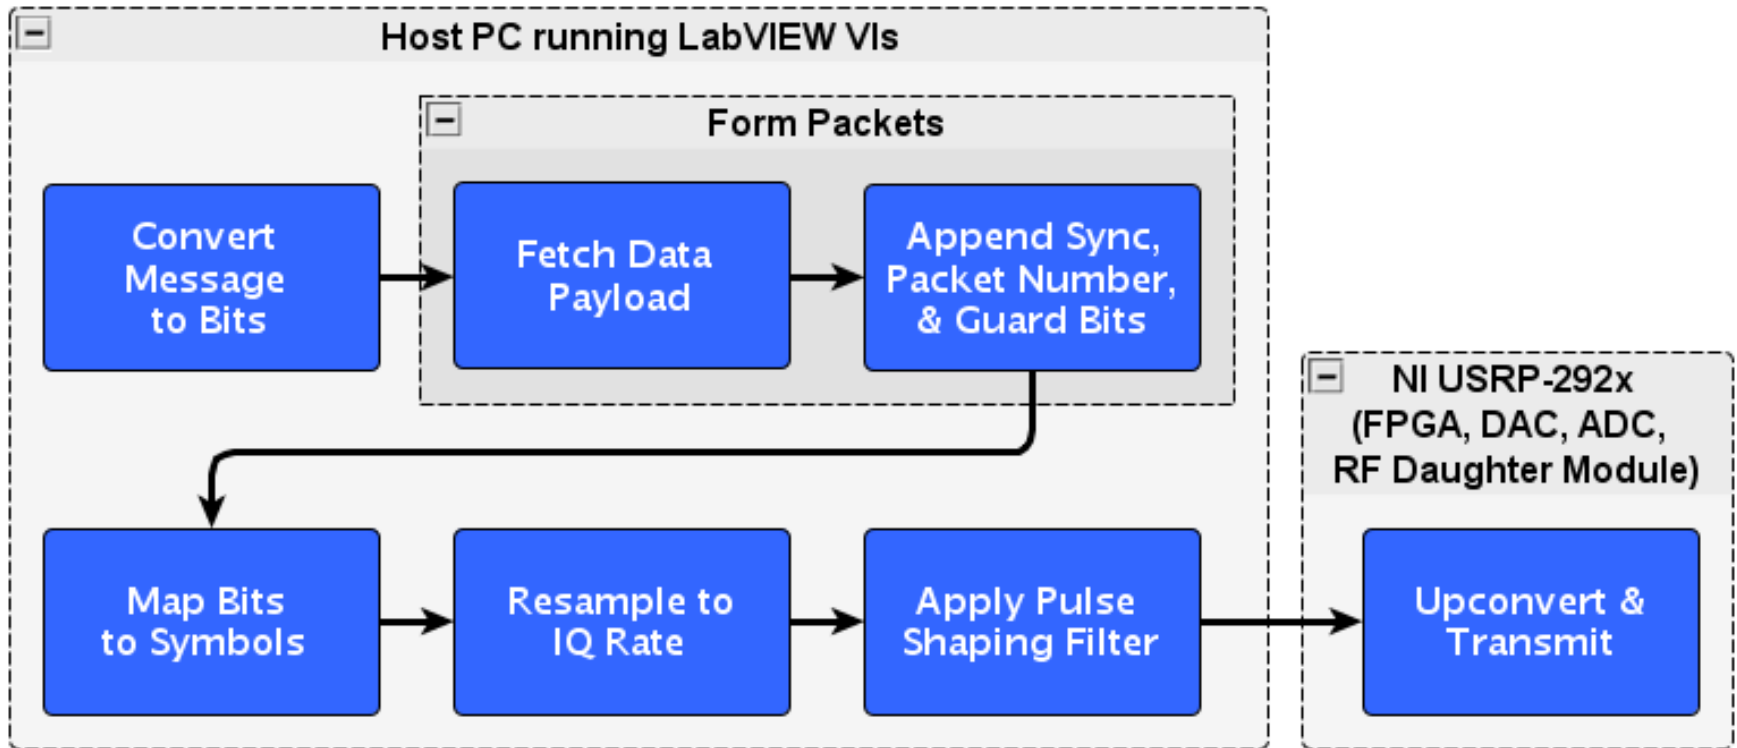 Host PC running LabVIEW VIs
Form Packets
Convert
Message
to Bits
Fetch Data
Payload
Append Sync,
Packet Number,
& Guard Bits
NI USRP-292x
(FPGA, DAC, ADC,
RF Daughter Module)
Map Bits
to Symbols
Resample to
IQ Rate
Apply Pulse
Shaping Filter
Upconvert &
Transmit